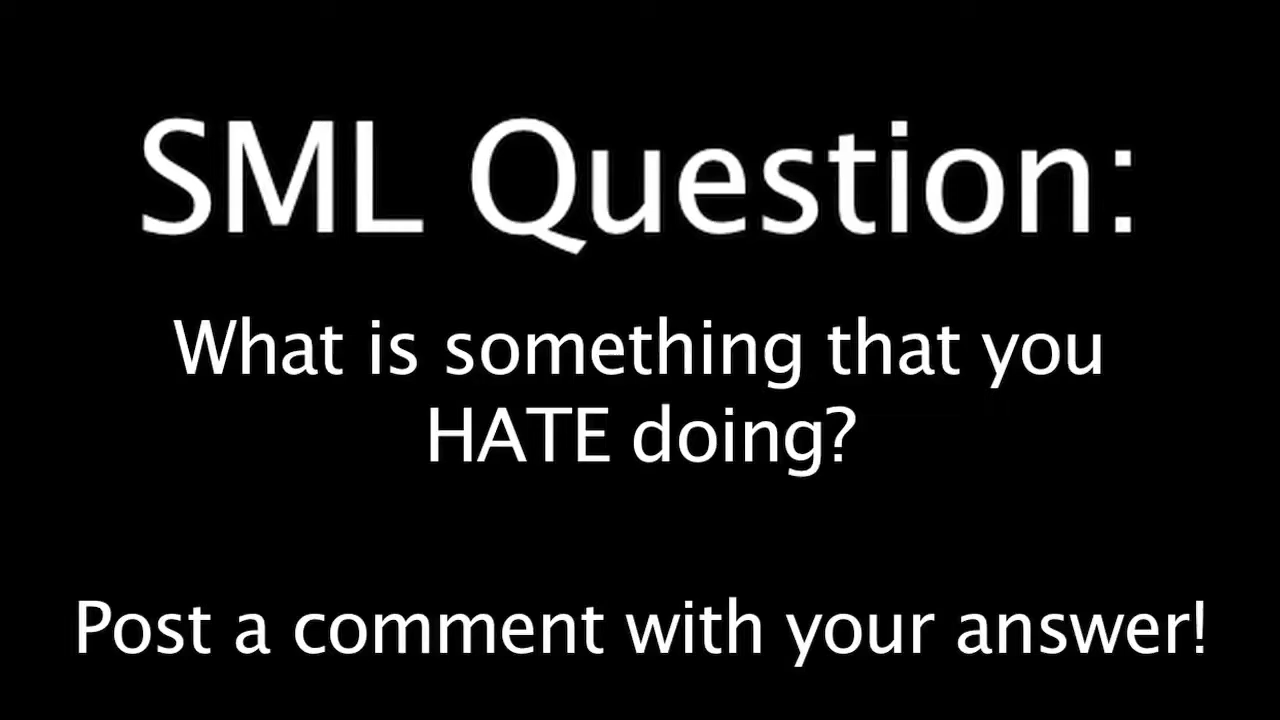 SML Question:
What is something that you
HATE doing?
Post a comment with your answer!